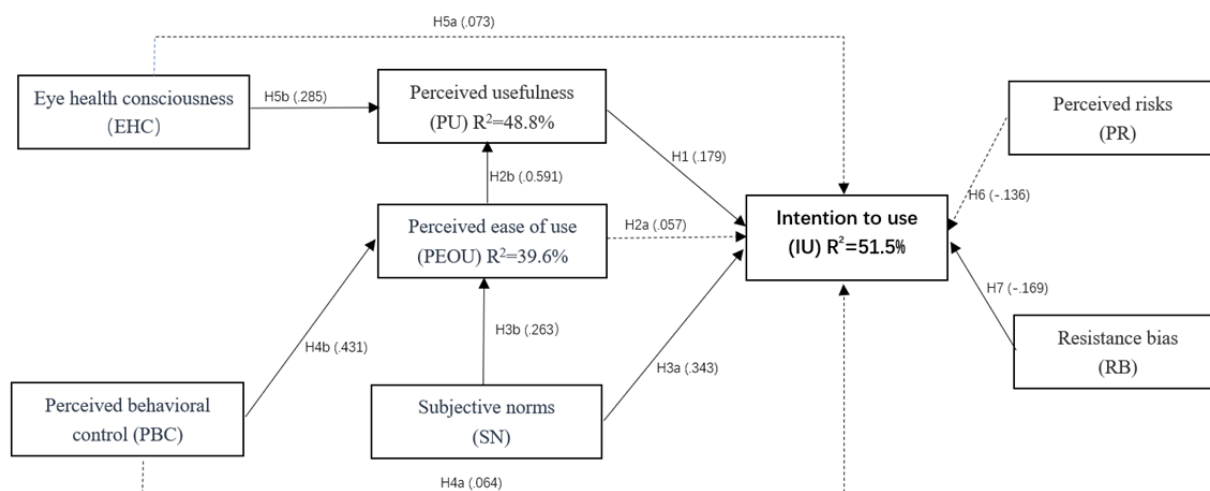 H5a (.073)
Eye health consciousness
(EHC)
H5b (.285)
Perceived usefulness
(PU) R²=48.8%
Perceived risks
(PR)
H1 (.179)
H2b (.0.591)
H6 (-.136)
Perceived ease of use
(PEOU) R²=39.6%
H2a (.057)
Intention to use
(IU) R²=51.5%
H7 (-.169)
H3b (.263)
H4b (.431)
H3a (.343)
Resistance bias
(RB)
Perceived behavioral
control (PBC)
Subjective norms
(SN)
H4a (.064)